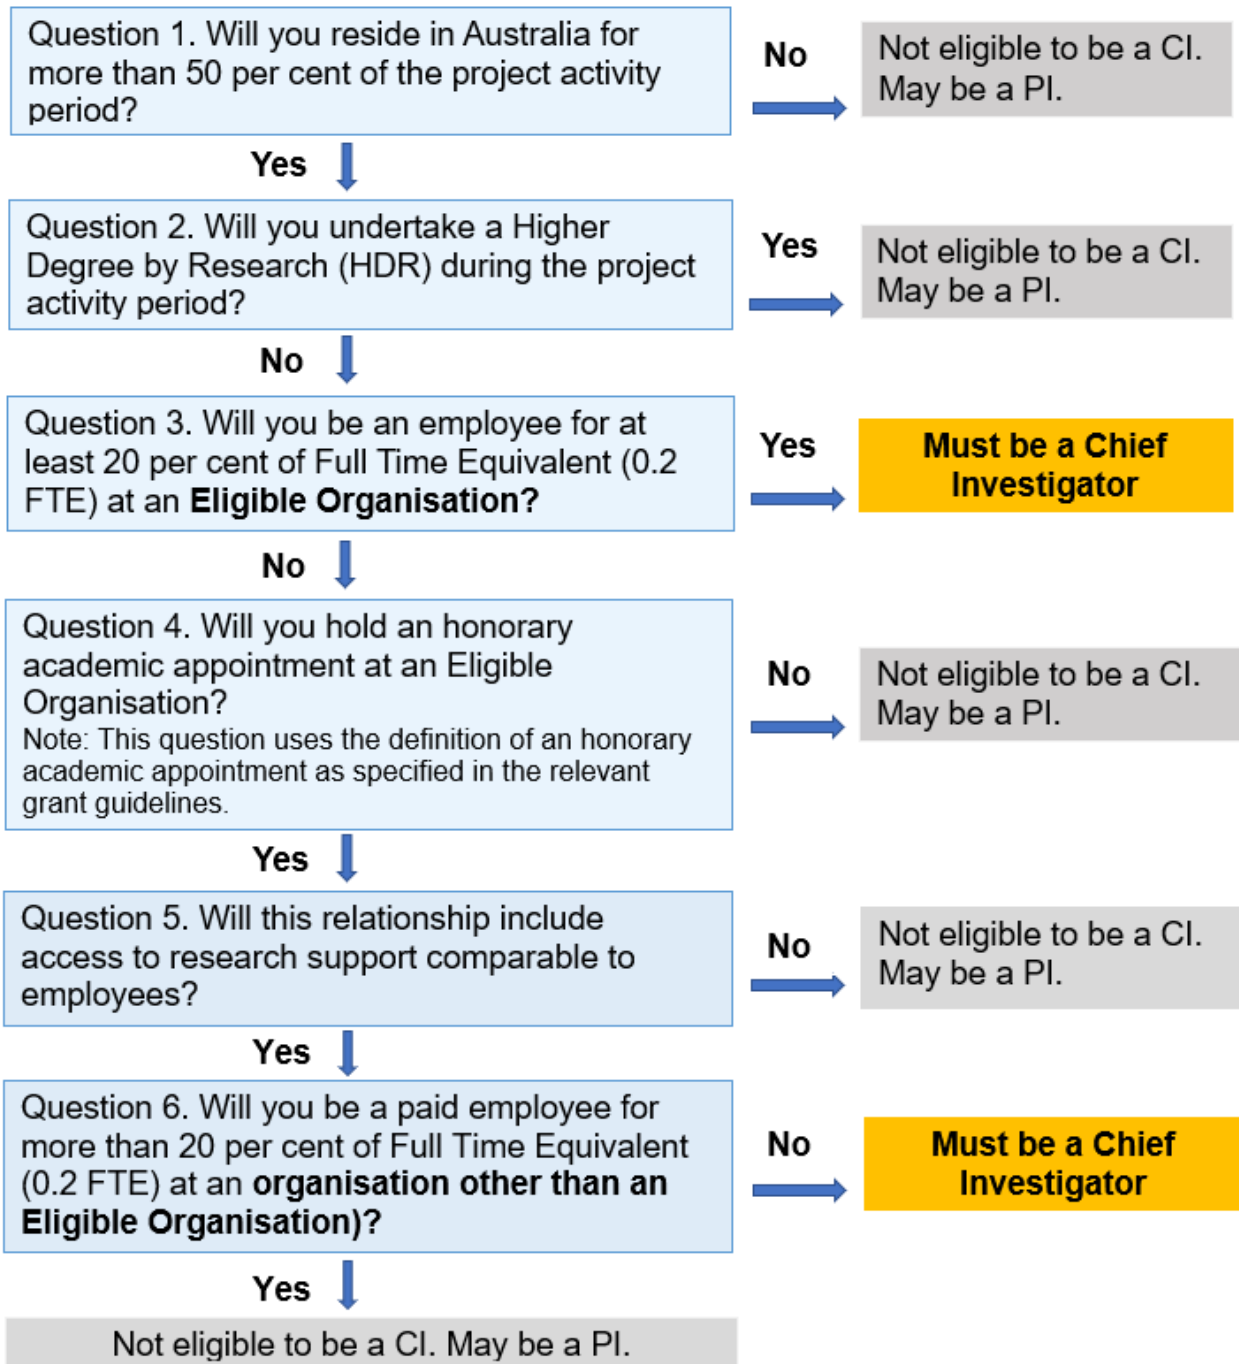 Question 1. Will you reside in Australia for
more than 50 per cent of the project activity
period?
No
Not eligible to be a CI.
May be a PI.
Yes
Question 2. Will you undertake a Higher
Degree by Research (HDR) during the project
activity period?
Yes
Not eligible to be a CI.
May be a PI.
No
Question 3. Will you be an employee for at
least 20 per cent of Full Time Equivalent (0.2
FTE) at an Eligible Organisation?
Yes
Must be a Chief
Investigator
No
Question 4. Will you hold an honorary
academic appointment at an Eligible
Organisation?
Note: This question uses the definition of an honorary
academic appointment as specified in the relevant
grant guidelines.
No
Not eligible to be a CI.
May be a PI.
Yes
Question 5. Will this relationship include
access to research support comparable to
employees?
No
Not eligible to be a CI.
May be a PI.
Yes
Question 6. Will you be a paid employee for
more than 20 per cent of Full Time Equivalent
(0.2 FTE) at an organisation other than an
Eligible Organisation)?
No
Must be a Chief
Investigator
Yes
Not eligible to be a CI. May be a PI.